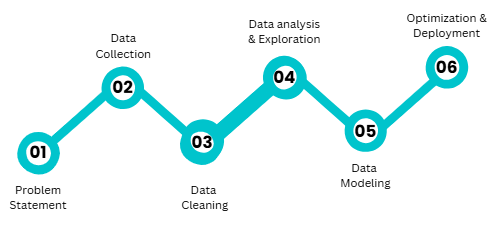 01
Problem
Statement
Data
Collection
02
03
Data
Cleaning
Data analysis
& Exploration
04
05
Data
Modeling
Optimization &
Deployment
06